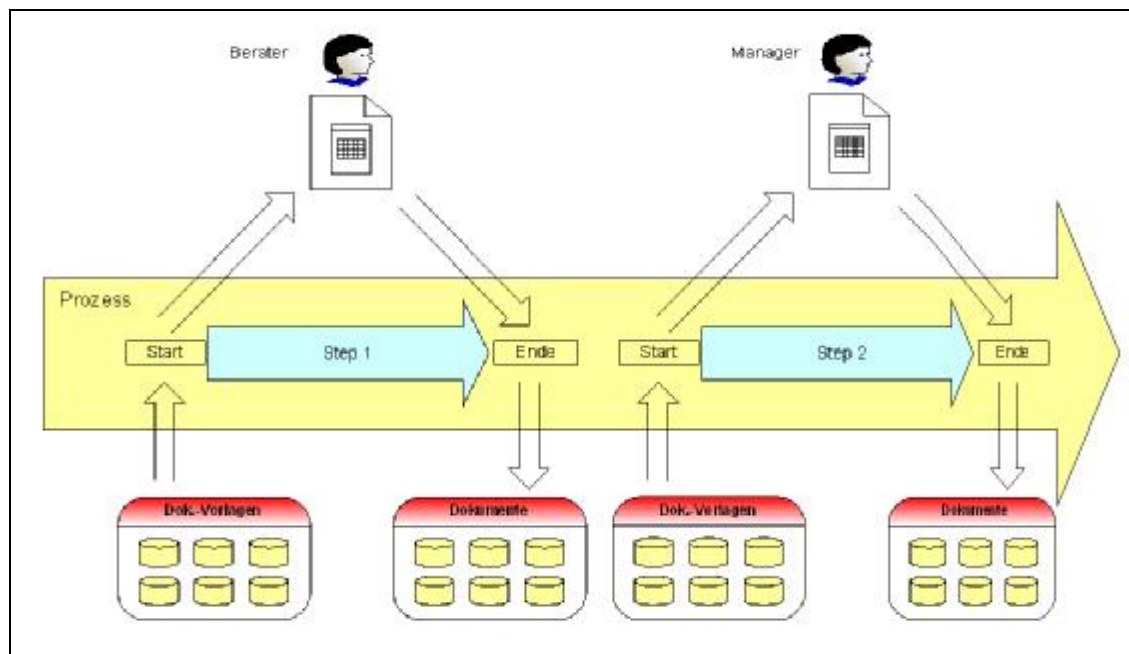 Berater
Manager
Prozess
Start
Step 1
Ende
Start
Step 2
Ende
Dok.-Vorlagen
Dokumente
Dok.-Vorlagen
Dokumente